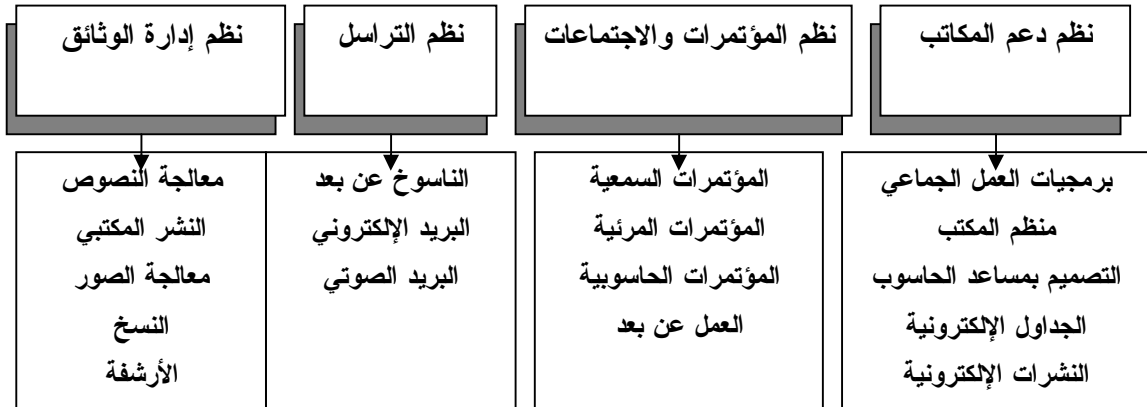 نظم دعم المكاتب
نظم المؤتمرات والاجتماعات
نظم التراسل
نظم إدارة الوثائق
برمجيات العمل الجماعي
منظم المكتب
التصميم بمساعد الحاسوب
الجداول الإلكترونية
النشرات الإلكترونية
المؤتمرات السمعية
المؤتمرات المرئية
المؤتمرات الحاسوبية
العمل عن بعد
الناسوخ عن بعد
البريد الإلكتروني
البريد الصوتي
معالجة النصوص
النشر المكتبي
معالجة الصور
النسخ
الأرشفة